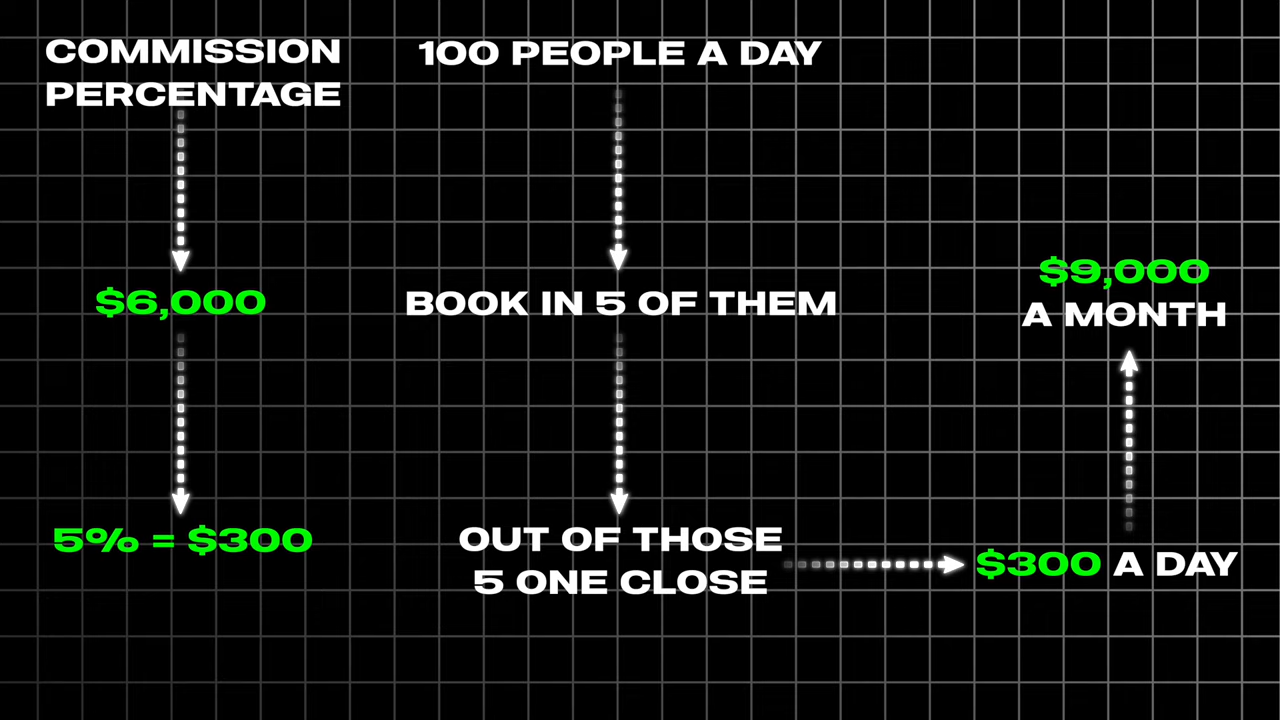 COMMISSION
PERCENTAGE
$6,000
5% = $300
100 PEOPLE A DAY
BOOK IN 5 OF THEM
OUT OF THOSE
5 ONE CLOSE
$300 A DAY
$9,000
A MONTH